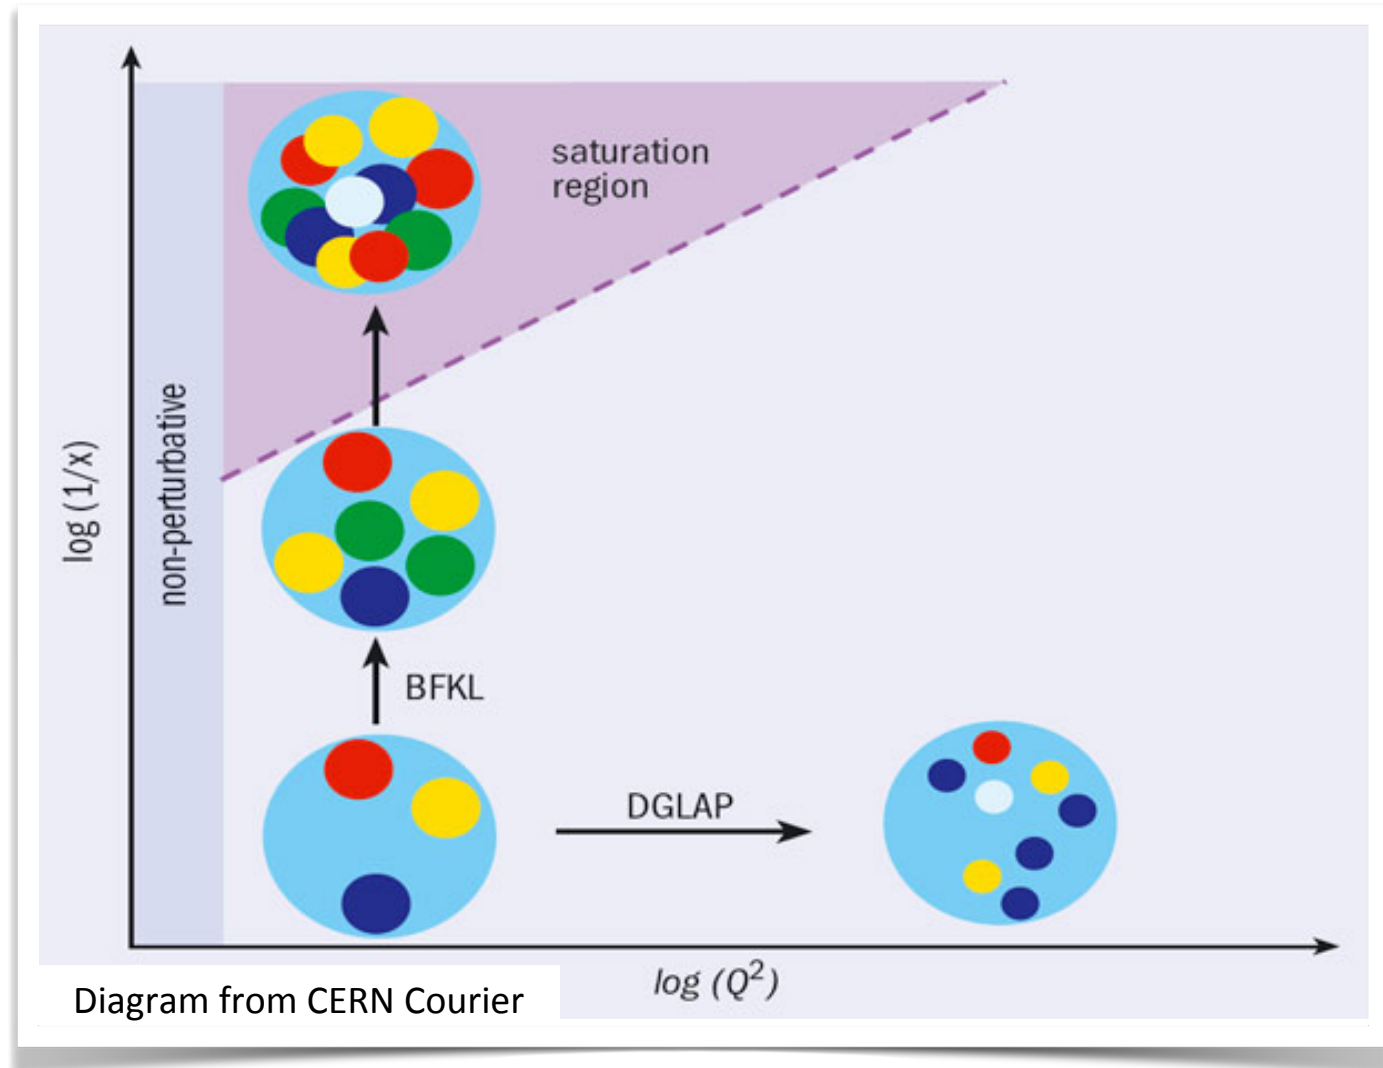 saturation
region
non-perturbative
log (1/x)
BFKL
DGLAP
log (Q²)
Diagram from CERN Courier